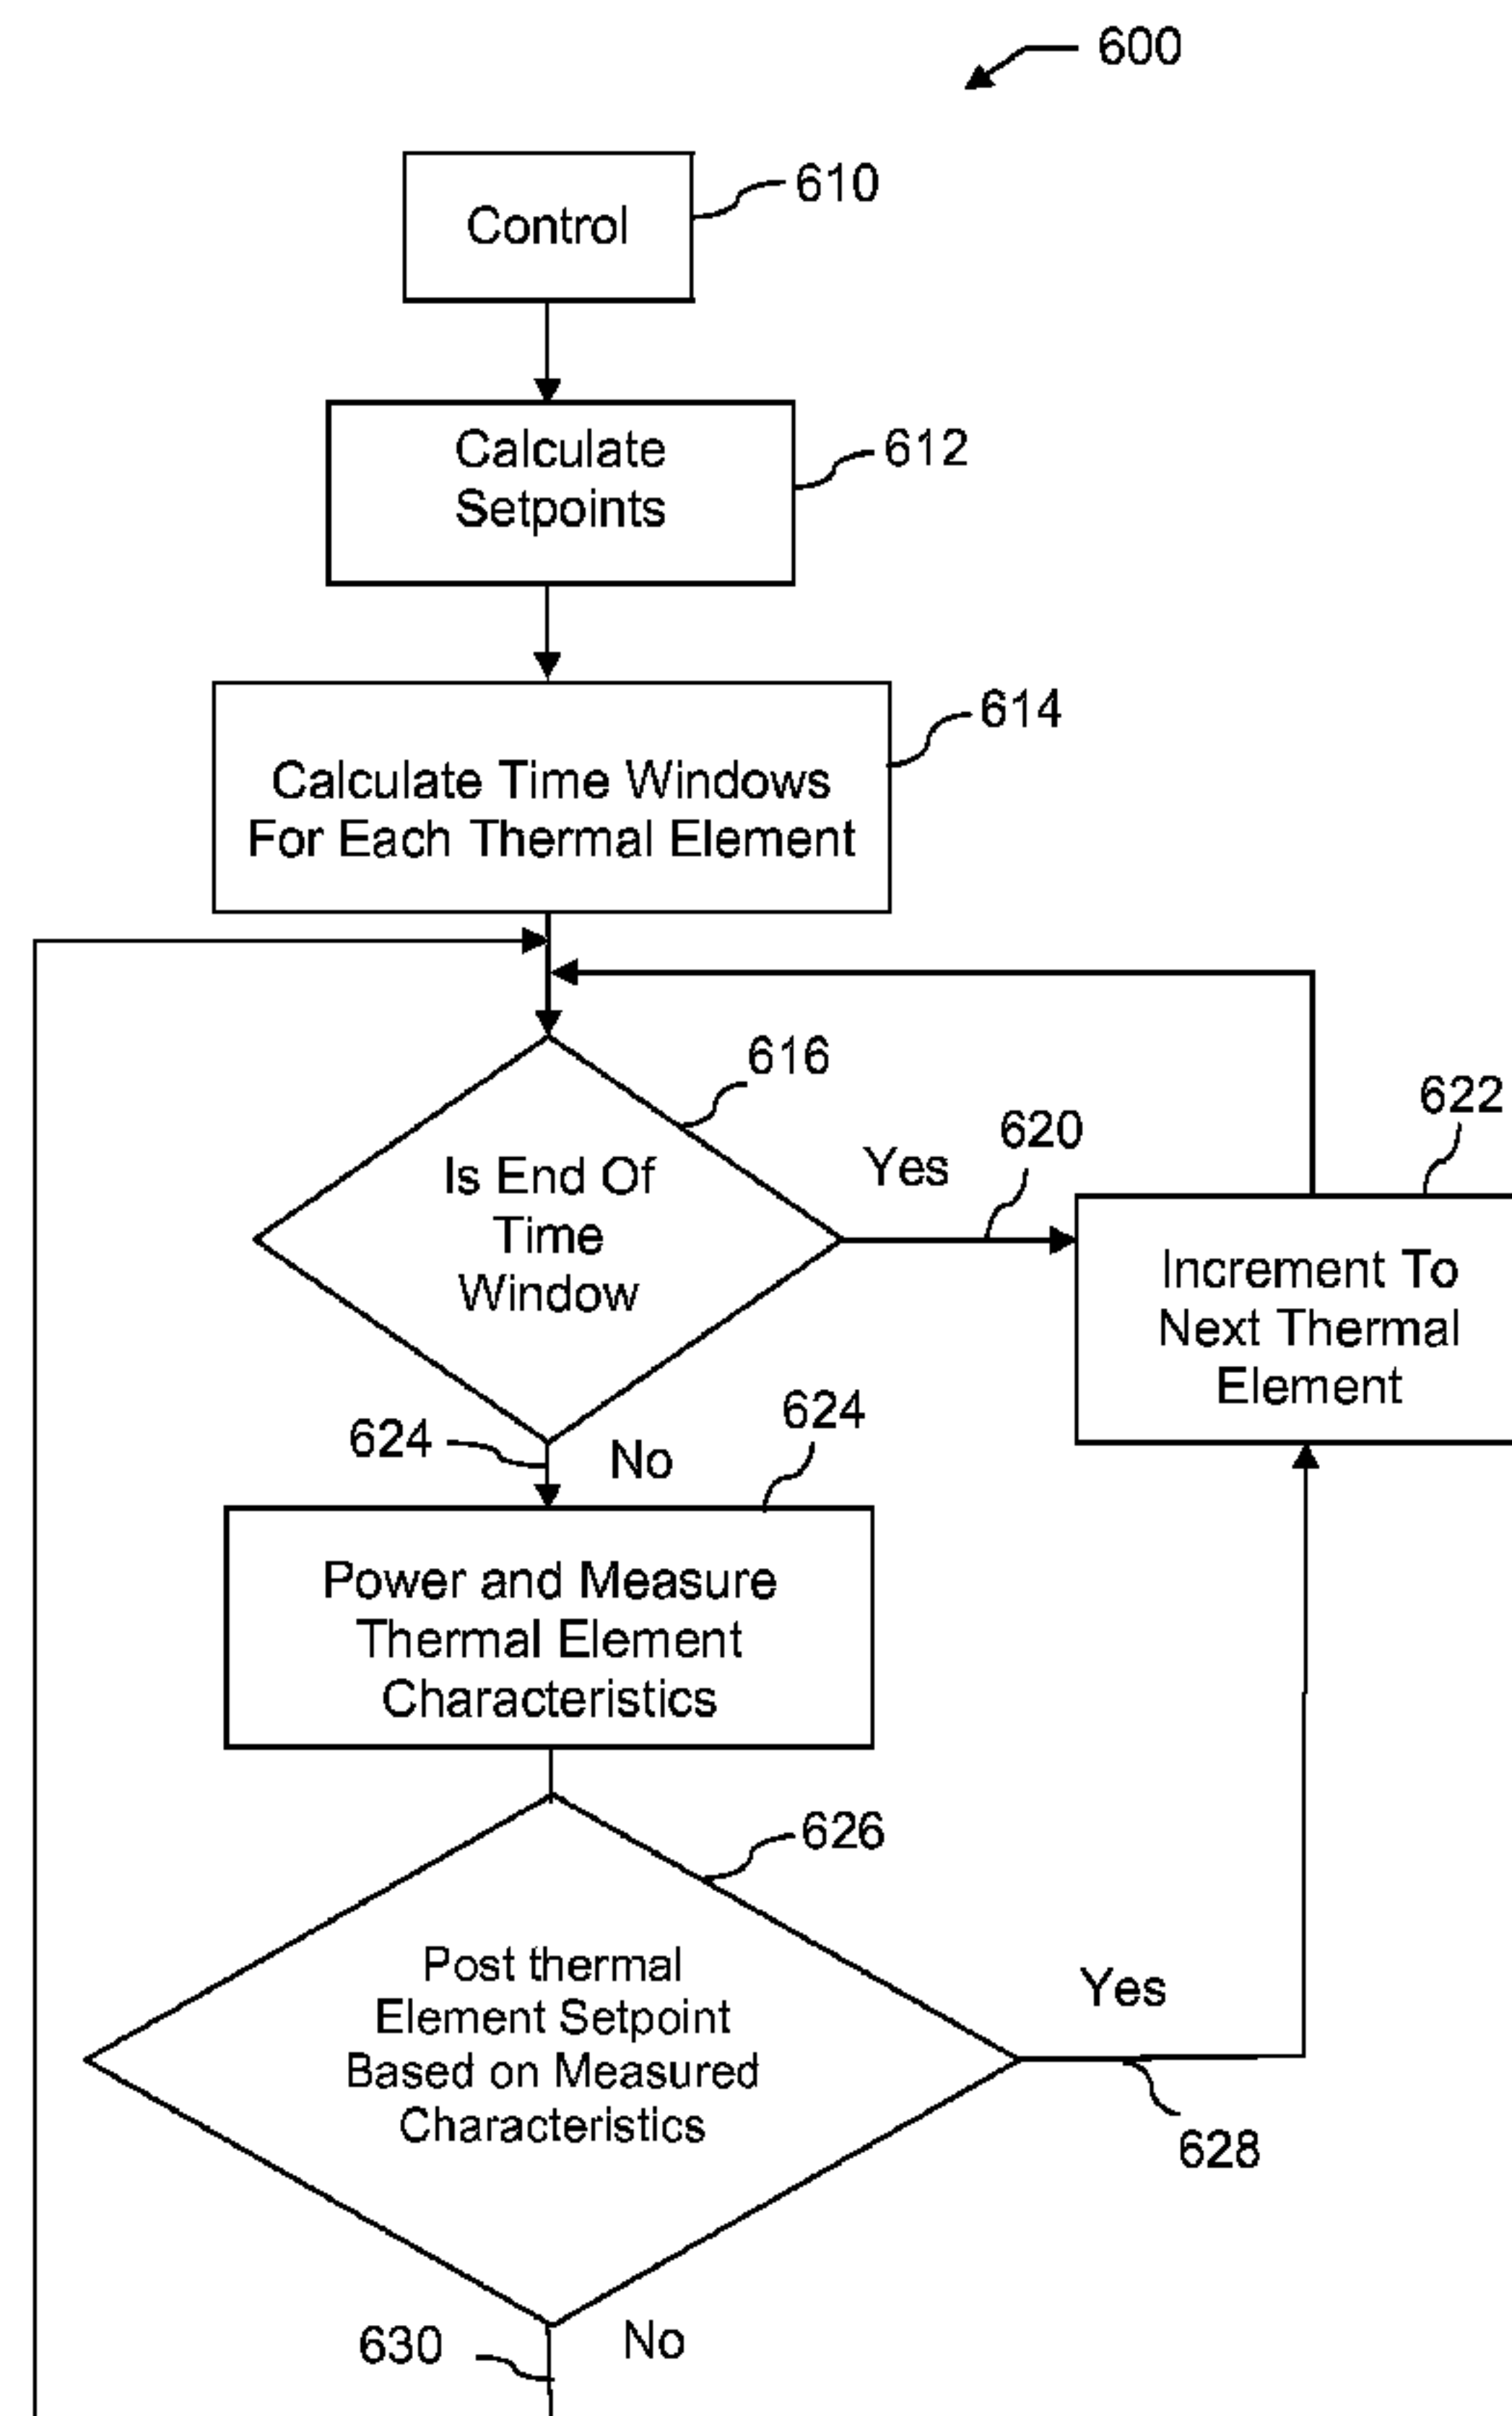 600
610
Control
Calculate
Setpoints
612
614
Calculate Time Windows
For Each Thermal Element
616
Is End Of
Time
Window
Yes
620
622
Increment To
Next Thermal
Element
624
No
624
Power and Measure
Thermal Element
Characteristics
626
Post thermal
Element Setpoint
Based on Measured
Characteristics
Yes
628
630
No